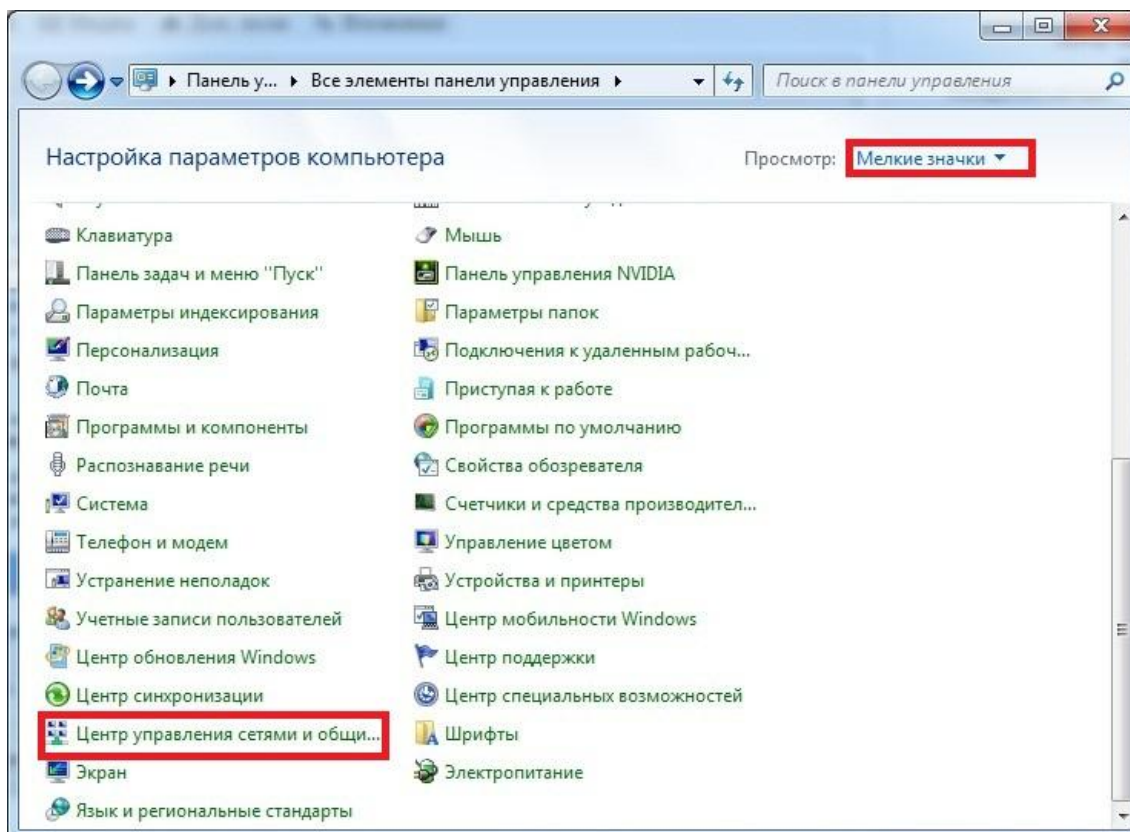 Панель у... Все элементы панели управления Поиск в панели управления
Настройка параметров компьютера
Просмотр: Мелкие значки
Клавиатура
Мышь
Панель задач и меню "Пуск"
Панель управления NVIDIA
Параметры индексирования
Параметры папок
Персонализация
Подключения к удаленным рабоч...
Почта
Приступая к работе
Программы и компоненты
Программы по умолчанию
Распознавание речи
Свойства обозревателя
Система
Счетчики и средства производител...
Телефон и модем
Управление цветом
Устранение неполадок
Устройства и принтеры
Учетные записи пользователей
Центр мобильности Windows
Центр обновления Windows
Центр поддержки
Центр синхронизации
Центр специальных возможностей
Центр управления сетями и общи...
Шрифты
Экран
Электропитание
Язык и региональные стандарты